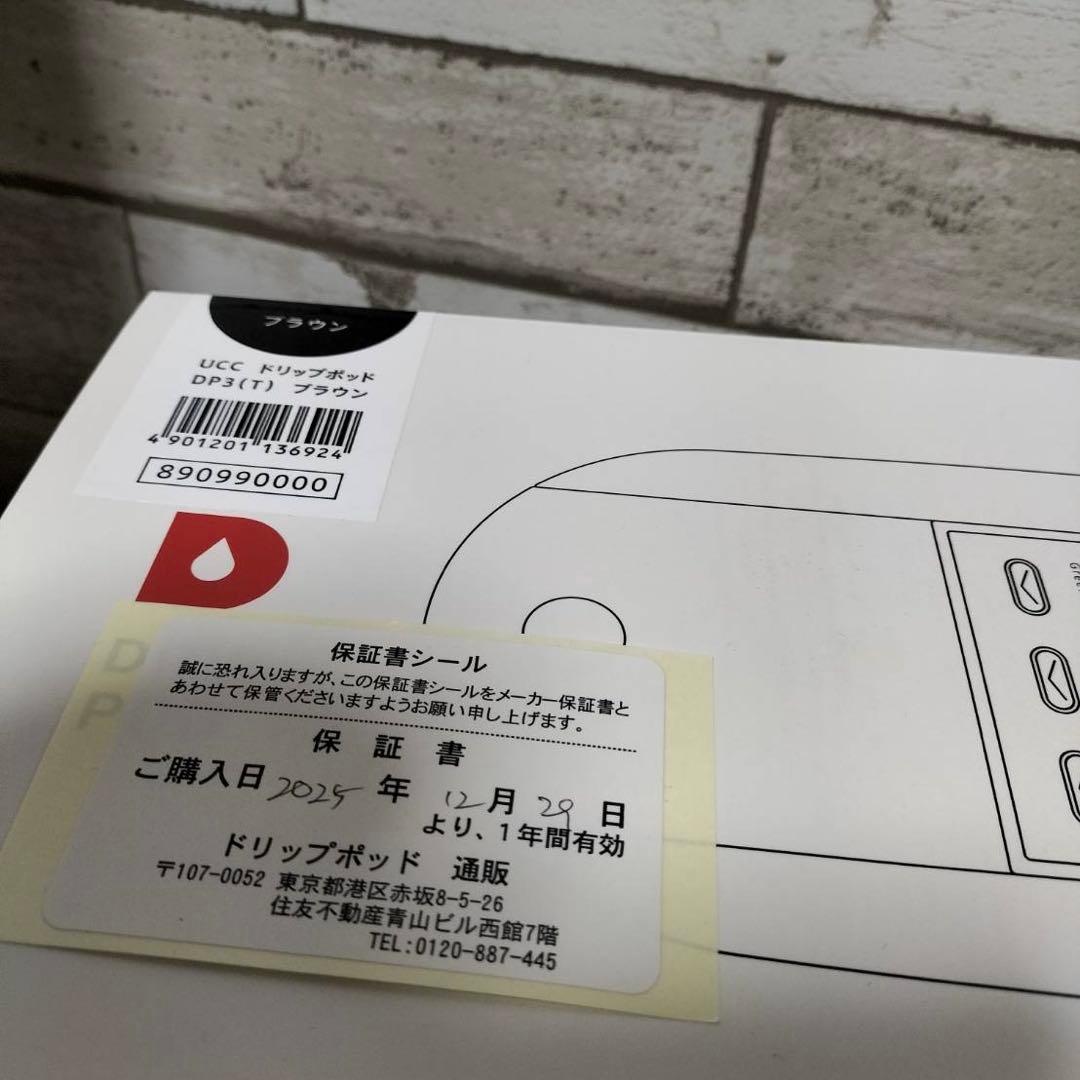 ブラウン
UCC ドリップポッド
DP3(T) ブラウン
4 901201 136924
890990000
D
D
P
保証書シール
誠に恐れ入りますが、この保証書シールをメーカー保証書と
あわせて保管くださいますようお願い申し上げます。
保 証 書
ご購入日 2025 年 12 月 29 日
より、1年間有効
ドリップポッド 通販
〒107-0052 東京都港区赤坂8-5-26
住友不動産青山ビル西館7階
TEL:0120-887-445